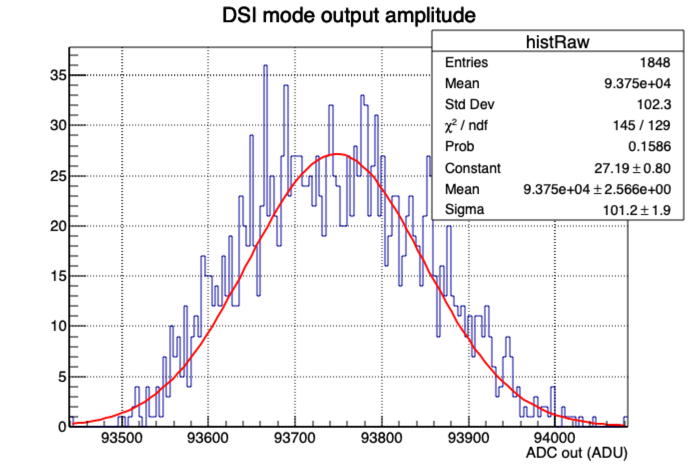 DSI mode output amplitude
histRaw
Entries 1848
Mean 9.375e+04
Std Dev 102.3
χ² / ndf 145 / 129
Prob 0.1586
Constant 27.19 ± 0.80
Mean 9.375e+04 ± 2.566e+00
Sigma 101.2 ± 1.9
35
30
25
20
15
10
5
0
93500 93600 93700 93800 93900 94000
ADC out (ADU)